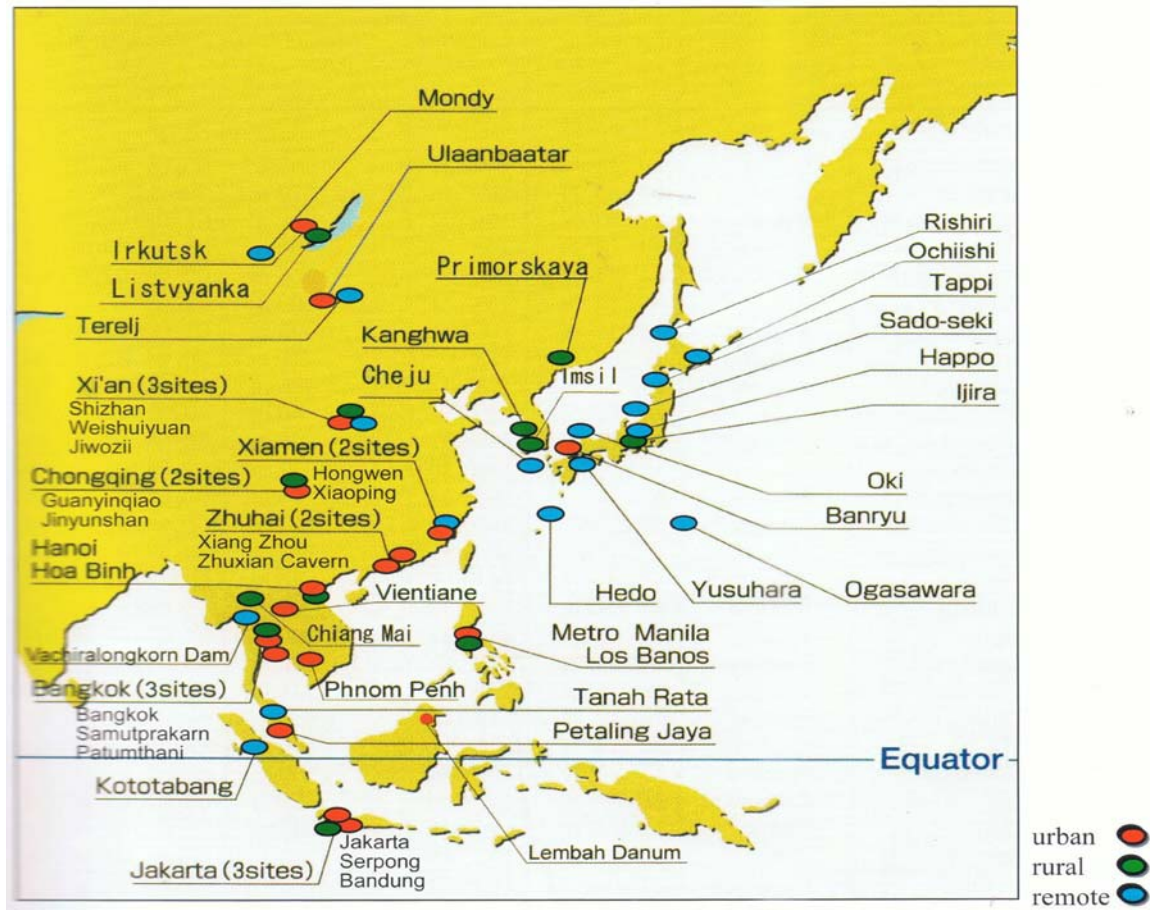 Mondy
Ulaanbaatar
Rishiri
Ochiishi
Irkutsk
Primorskaya
Tappi
Listvyanka
Sado-seki
Terelj
Kanghwa
Happo
Cheju
Imsil
Ijira
Xi'an (3sites)
Shizhan
Weishuiyuan
Jiwozii
Xiamen (2sites)
Hongwen
Xiaoping
Chongqing (2sites)
Guanyinqiao
Jinyunshan
Oki
Zhuhai (2sites)
Xiang Zhou
Zhuxian Cavern
Banryu
Hanoi
Hoa Binh
Vientiane
Hedo
Yusuhara
Ogasawara
Chiang Mai
Metro Manila
Los Banos
Vachiralongkorn Dam
Bangkok (3sites)
Bangkok
Samutprakarn
Patumthani
Phnom Penh
Tanah Rata
Petaling Jaya
Equator
Kototabang
Jakarta (3sites)
Jakarta
Serpong
Bandung
Lembah Danum
urban
rural
remote